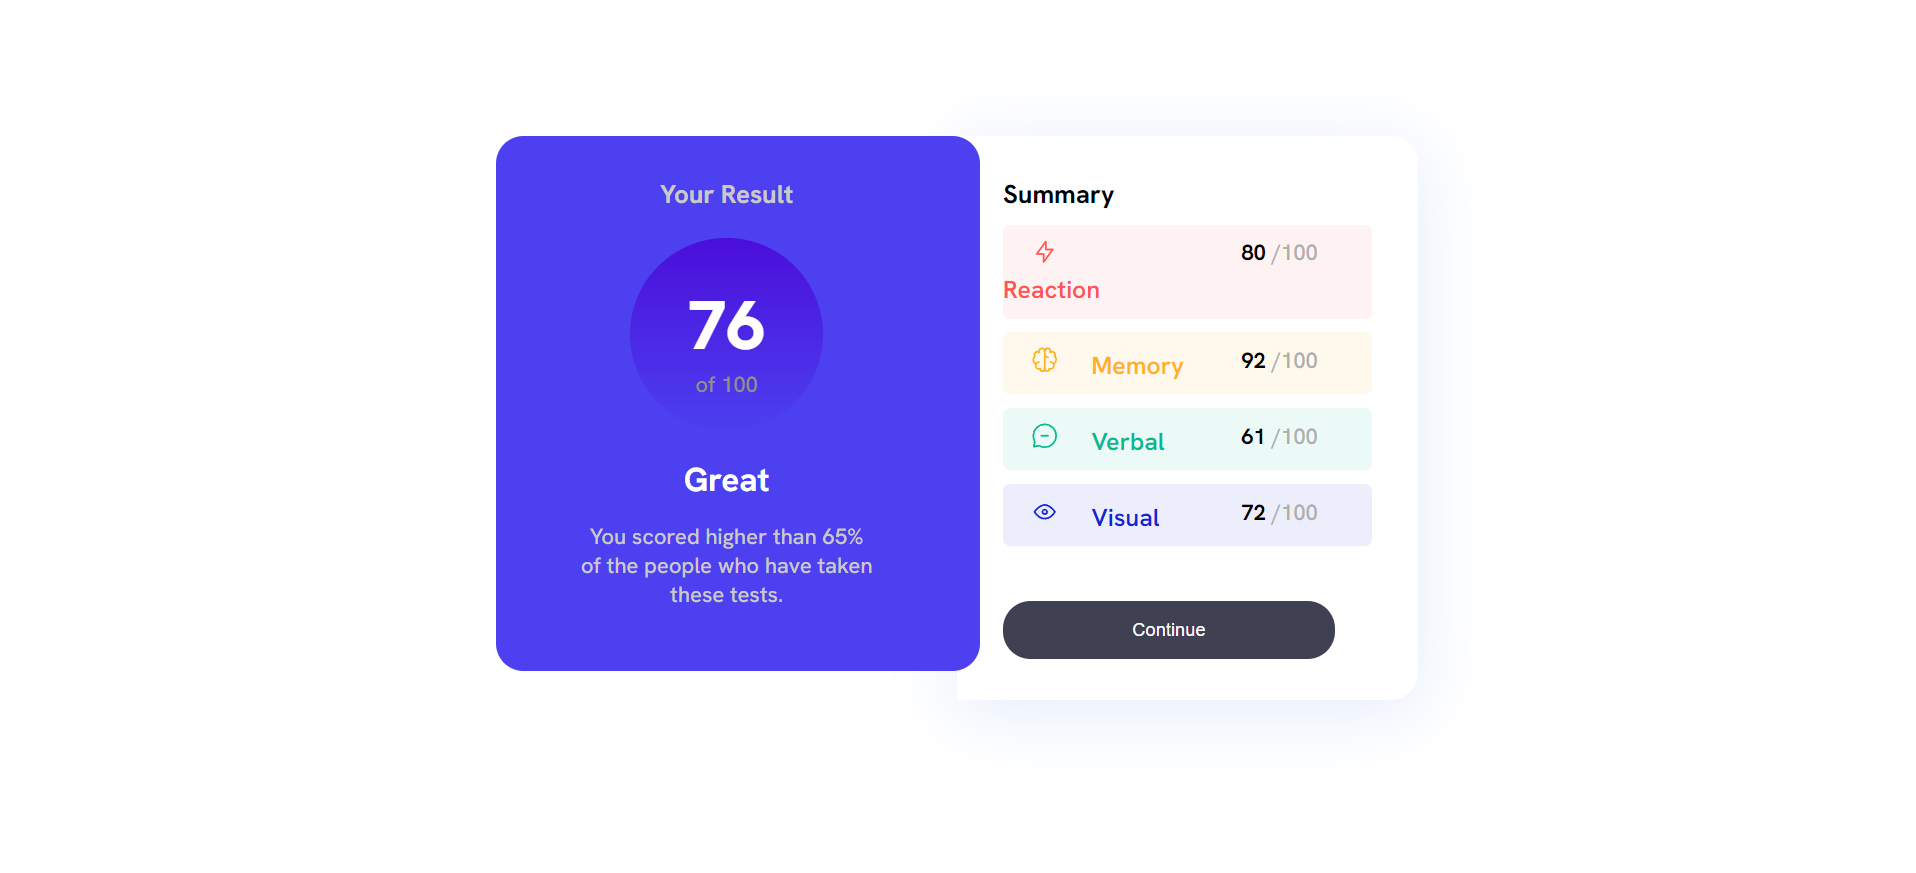 Your Result
76
of 100
Great
You scored higher than 65%
of the people who have taken
these tests.
Summary
80 /100
Reaction
Memory 92 /100
Verbal 61 /100
Visual 72 /100
Continue